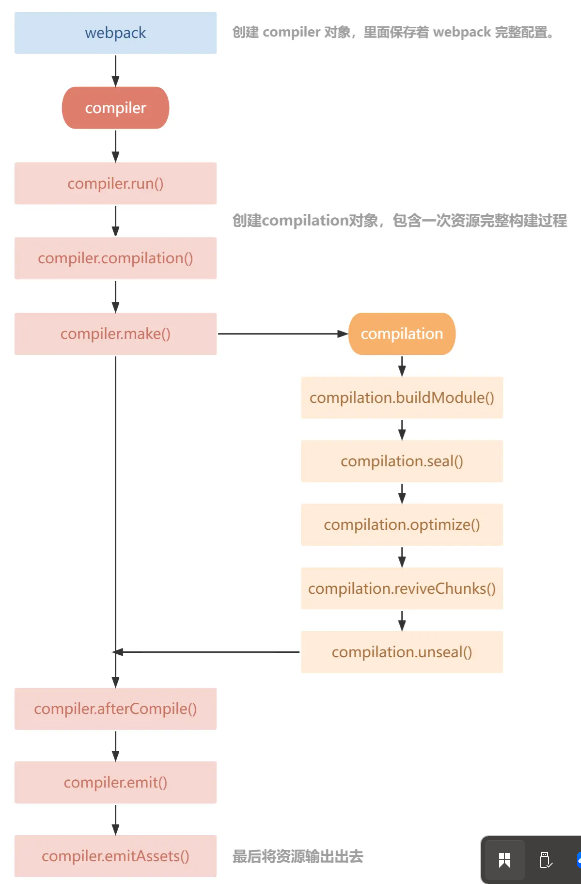 webpack
创建 compiler 对象，里面保存着 webpack 完整配置。
compiler
compiler.run()
创建compilation对象，包含一次资源完整构建过程
compiler.compilation()
compiler.make()
compilation
compilation.buildModule()
compilation.seal()
compilation.optimize()
compilation.reviveChunks()
compilation.unseal()
compiler.afterCompile()
compiler.emit()
compiler.emitAssets()
最后将资源输出出去